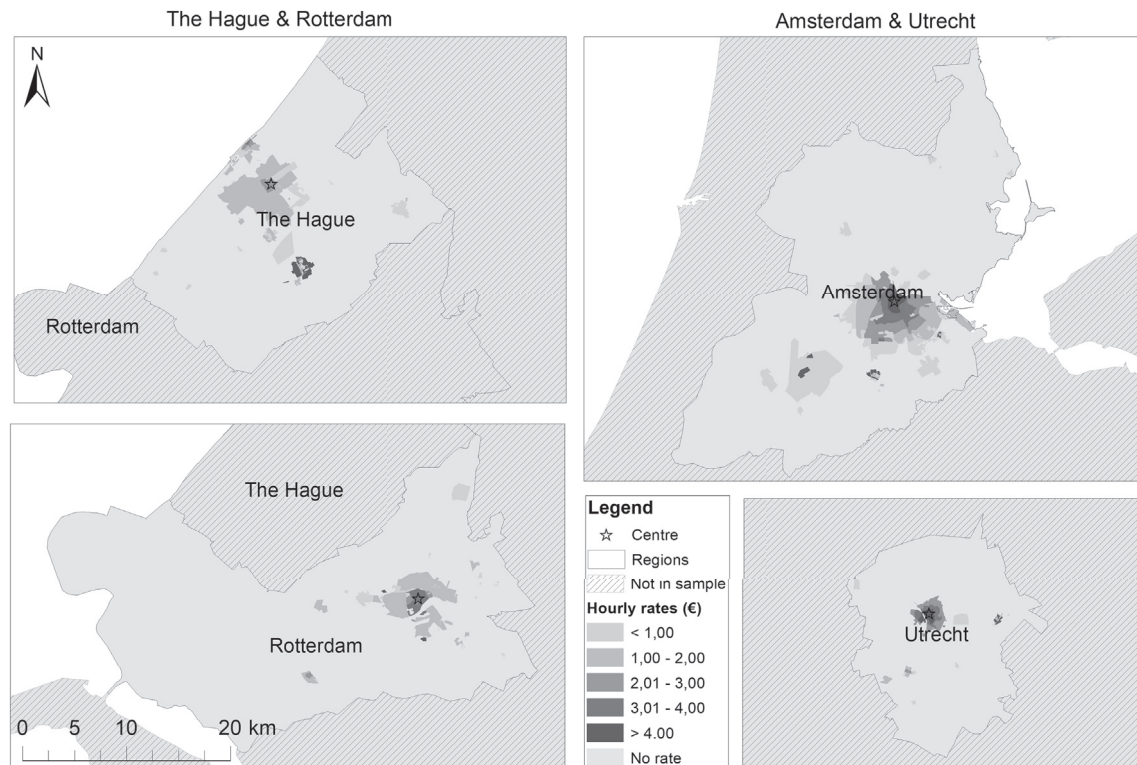 The Hague & Rotterdam
Amsterdam & Utrecht
N
The Hague
Rotterdam
Amsterdam
The Hague
Rotterdam
0 5 10 20 km
Legend
Centre
Regions
Not in sample
Hourly rates (€)
< 1,00
1,00 - 2,00
2,01 - 3,00
3,01 - 4,00
> 4.00
No rate
Utrecht